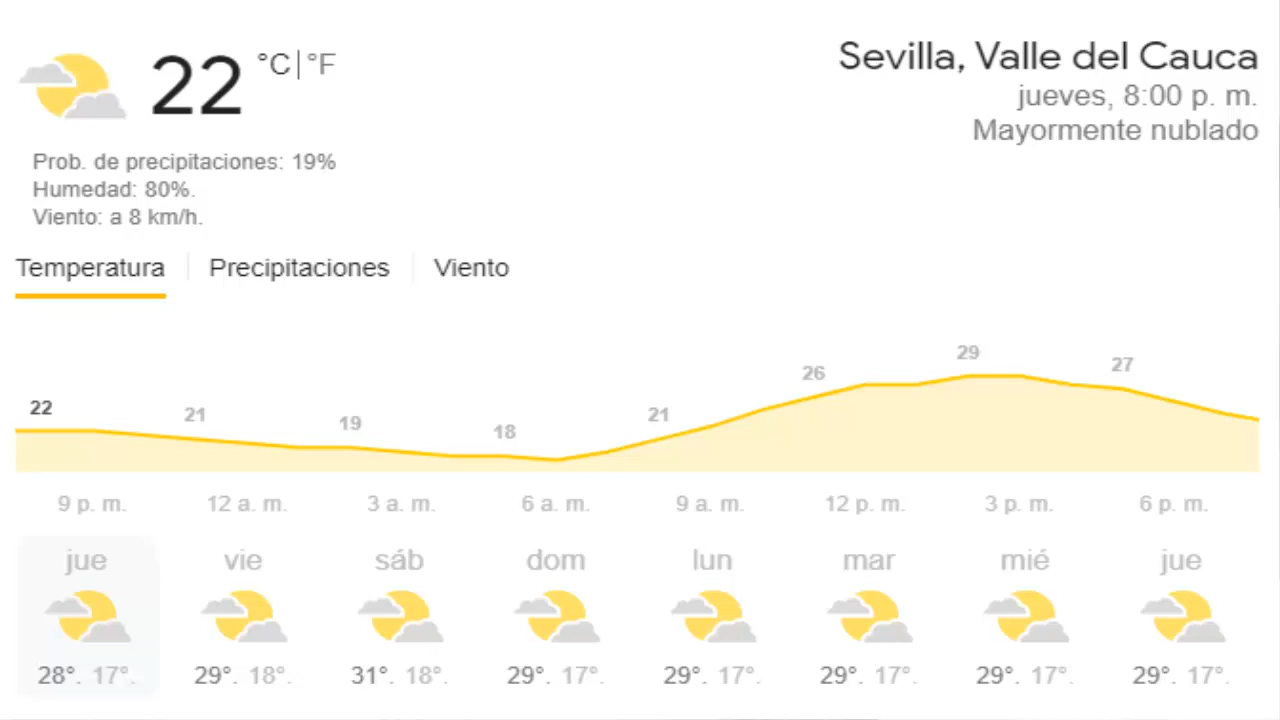 22 °C|°F
Sevilla, Valle del Cauca
jueves, 8:00 p. m.
Mayormente nublado
Prob. de precipitaciones: 19%
Humedad: 80%.
Viento: a 8 km/h.
Temperatura Precipitaciones Viento
22 21 19 18 21 26 29 27
9 p. m. 12 a. m. 3 a. m. 6 a. m. 9 a. m. 12 p. m. 3 p. m. 6 p. m.
jue vie sáb dom lun mar mié jue
28°. 17°. 29°. 18°. 31°. 18°. 29°. 17°. 29°. 17°. 29°. 17°. 29°. 17°. 29°. 17°.